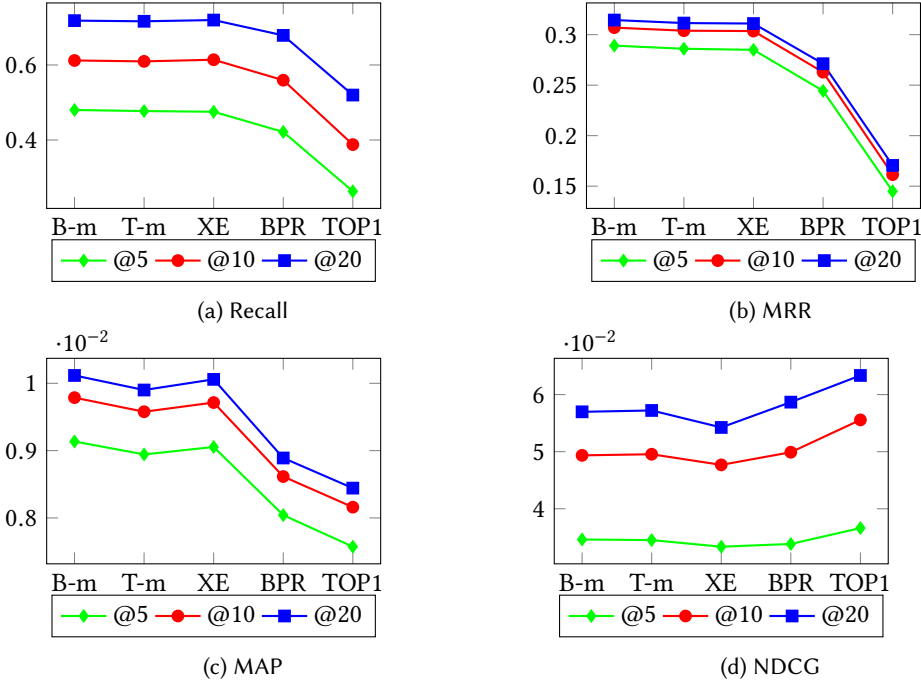 0.6
0.4
B-m T-m XE BPR TOP1
@5 @10 @20
(a) Recall
0.3
0.25
0.2
0.15
B-m T-m XE BPR TOP1
@5 @10 @20
(b) MRR
·10⁻²
1
0.9
0.8
B-m T-m XE BPR TOP1
@5 @10 @20
(c) MAP
·10⁻²
6
5
4
B-m T-m XE BPR TOP1
@5 @10 @20
(d) NDCG